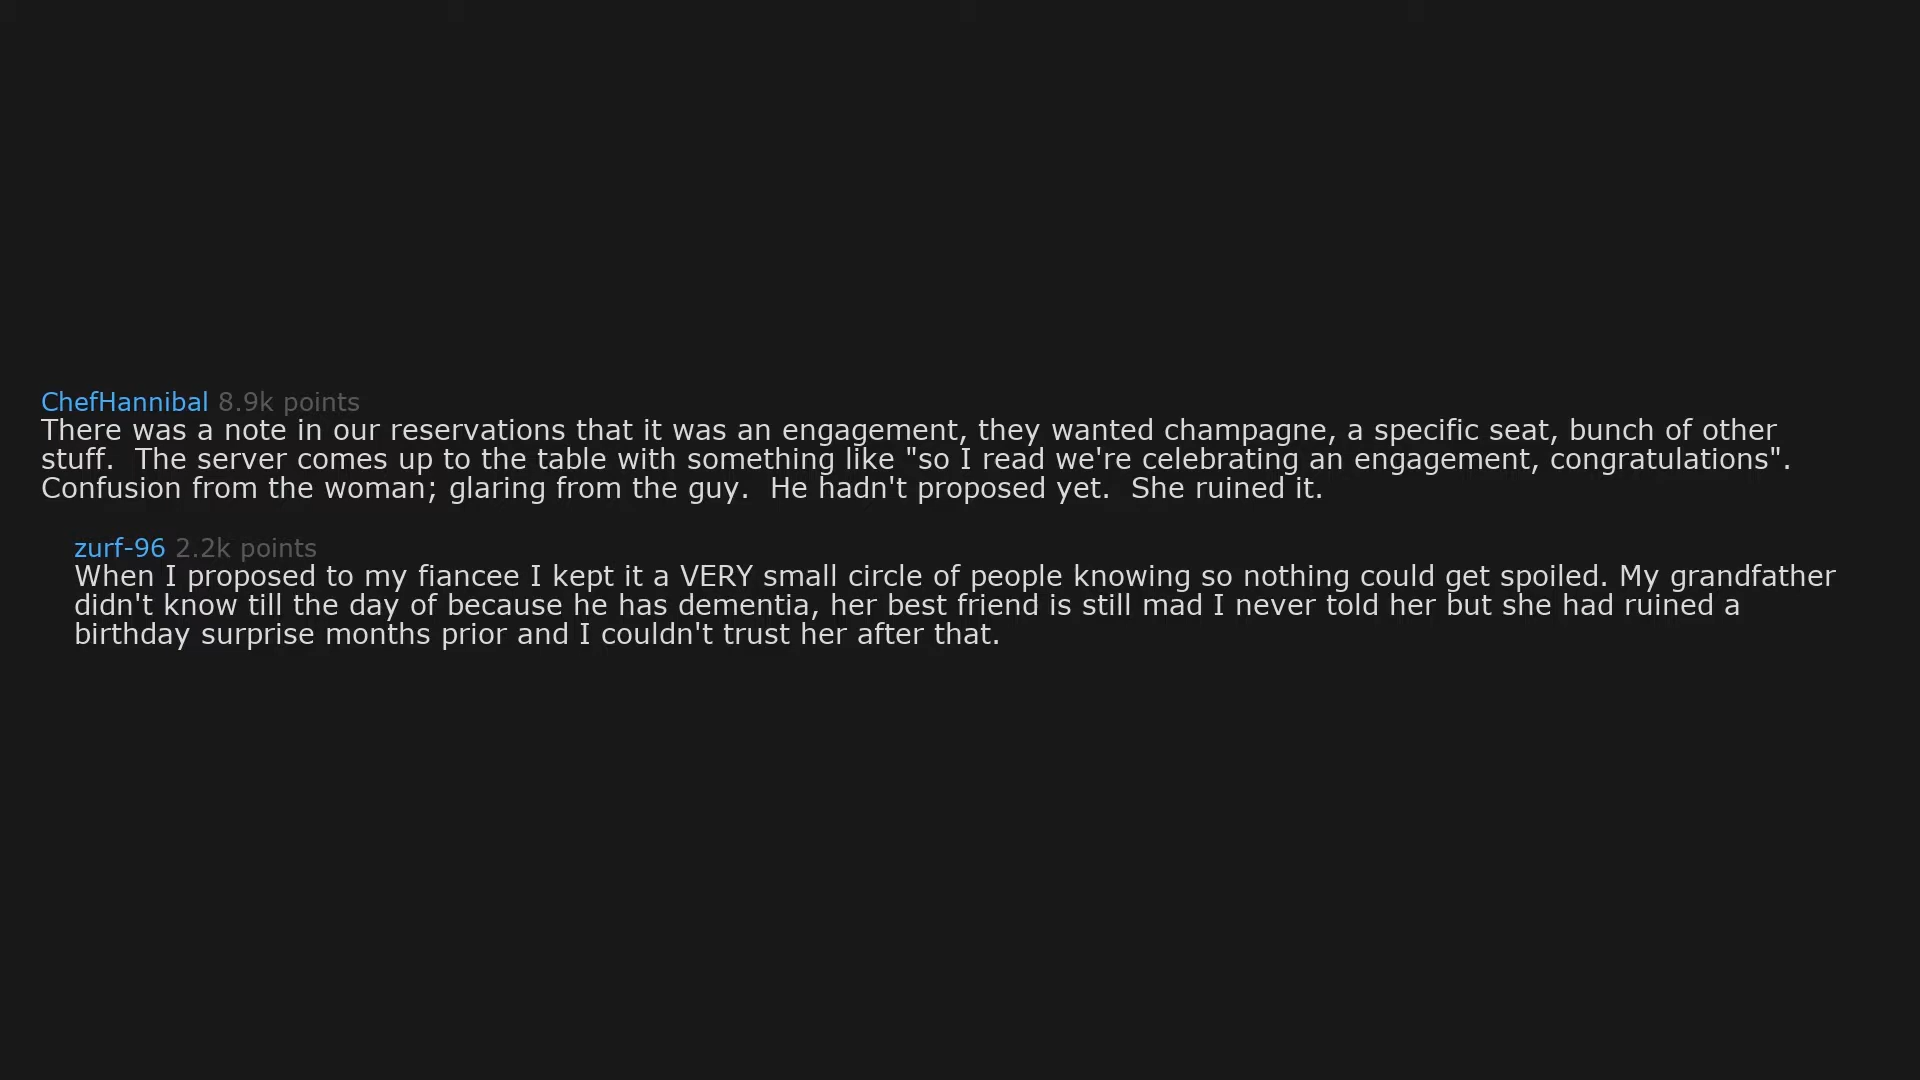 ChefHannibal 8.9k points
There was a note in our reservations that it was an engagement, they wanted champagne, a specific seat, bunch of other
stuff.  The server comes up to the table with something like "so I read we're celebrating an engagement, congratulations".
Confusion from the woman; glaring from the guy.  He hadn't proposed yet.  She ruined it.
zurf-96 2.2k points
When I proposed to my fiancee I kept it a VERY small circle of people knowing so nothing could get spoiled. My grandfather
didn't know till the day of because he has dementia, her best friend is still mad I never told her but she had ruined a
birthday surprise months prior and I couldn't trust her after that.